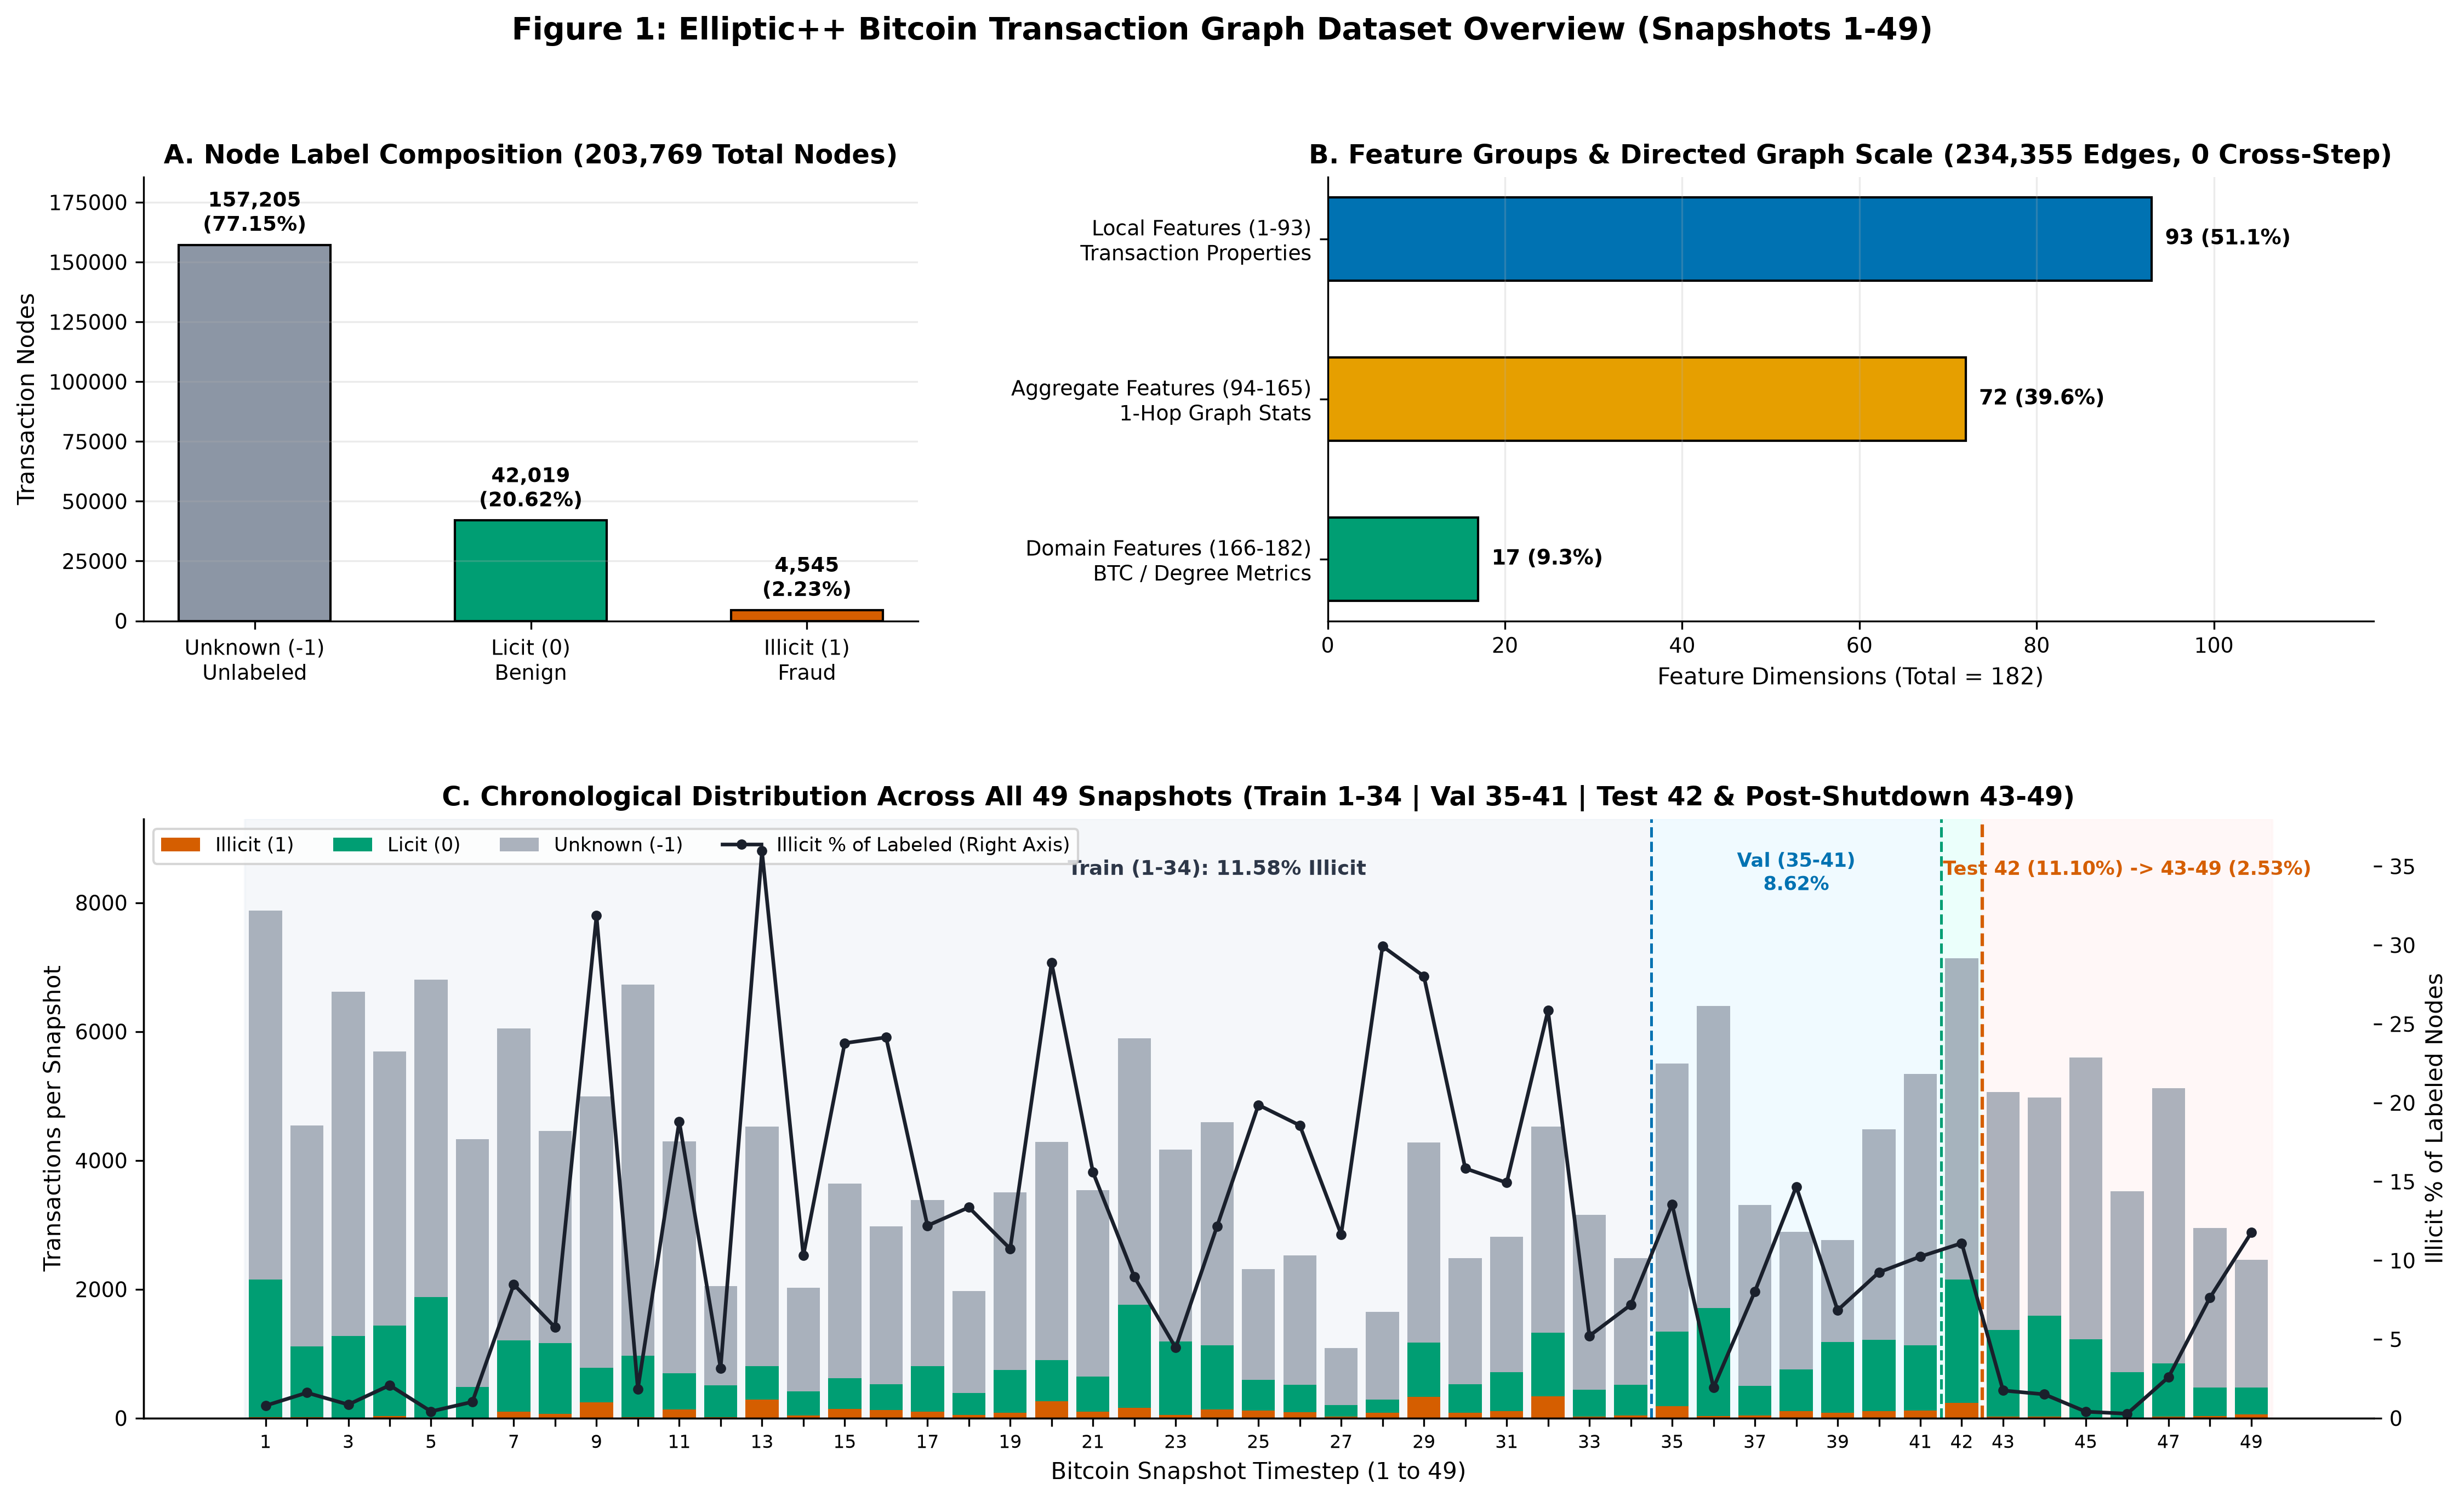 Figure 1: Elliptic++ Bitcoin Transaction Graph Dataset Overview (Snapshots 1-49)
A. Node Label Composition (203,769 Total Nodes)
Transaction Nodes
175000
150000
125000
100000
75000
50000
25000
0
157,205
(77.15%)
42,019
(20.62%)
4,545
(2.23%)
Unknown (-1)
Unlabeled
Licit (0)
Benign
Illicit (1)
Fraud
B. Feature Groups & Directed Graph Scale (234,355 Edges, 0 Cross-Step)
Local Features (1-93)
Transaction Properties
93 (51.1%)
Aggregate Features (94-165)
1-Hop Graph Stats
72 (39.6%)
Domain Features (166-182)
BTC / Degree Metrics
17 (9.3%)
0 20 40 60 80 100
Feature Dimensions (Total = 182)
C. Chronological Distribution Across All 49 Snapshots (Train 1-34 | Val 35-41 | Test 42 & Post-Shutdown 43-49)
Illicit (1) Licit (0) Unknown (-1) Illicit % of Labeled (Right Axis)
Train (1-34): 11.58% Illicit
Val (35-41)
8.62%
Test 42 (11.10%) -> 43-49 (2.53%)
Transactions per Snapshot
8000
6000
4000
2000
0
35
30
25
20
15
10
5
0
Illicit % of Labeled Nodes
1 3 5 7 9 11 13 15 17 19 21 23 25 27 29 31 33 35 37 39 41 42 43 45 47 49
Bitcoin Snapshot Timestep (1 to 49)